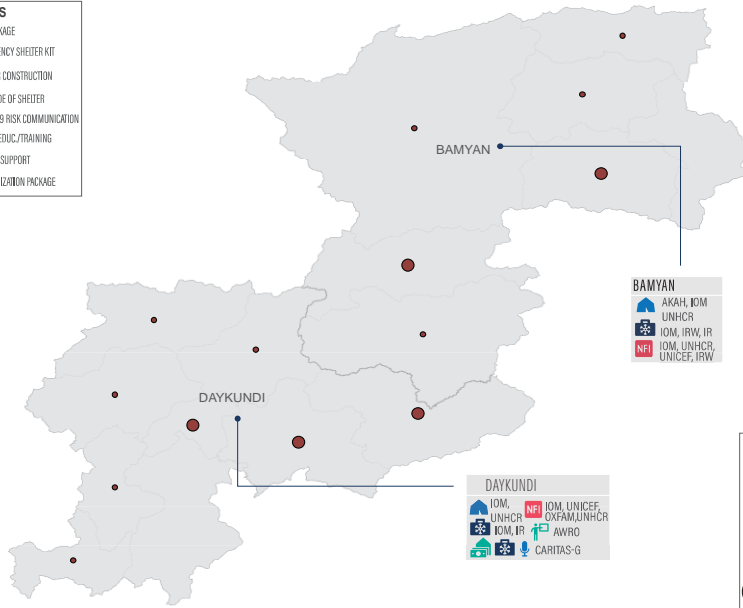 S
KAGE
ENCY SHELTER KIT
CONSTRUCTION
DE OF SHELTER
9 RISK COMMUNICATION
EDUC./TRAINING
SUPPORT
IZATION PACKAGE
BAMYAN
BAMYAN
AKAH, IOM
UNHCR
IOM, IRW, IR
NFI IOM, UNHCR,
UNICEF, IRW
DAYKUNDI
DAYKUNDI
IOM,
UNHCR
NFI IOM, UNICEF,
OXFAM,UNHCR
IOM, IR
AWRO
CARITAS-G